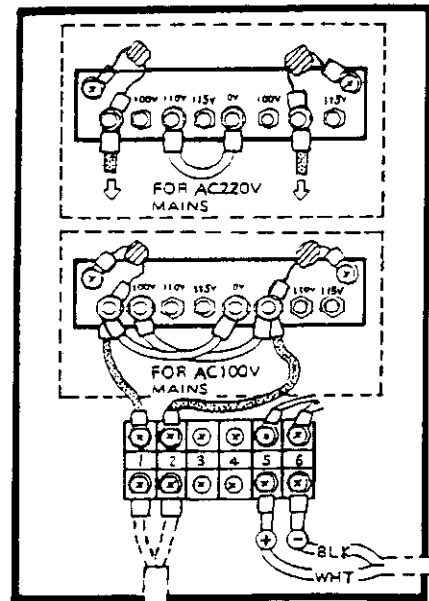 100V 110V 115V 0V 100V 115V
FOR AC220V
MAINS
100V 110V 115V 0V 110V 115V
FOR AC100V
MAINS
1 2 3 4 5 6
+ −
BLK
WHT